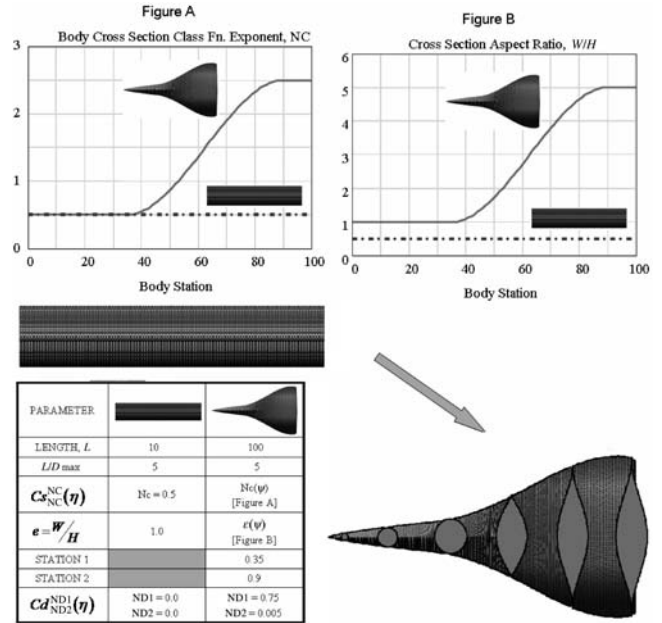 Figure A
Body Cross Section Class Fn. Exponent, NC
3
2
1
0
0 20 40 60 80 100
Body Station
Figure B
Cross Section Aspect Ratio, W/H
6
5
4
3
2
1
0
0 20 40 60 80 100
Body Station
PARAMETER
LENGTH, L 10 100
L/D max 5 5
Cs NC NC (η) Nc = 0.5 Nc(ψ) [Figure A]
e = W/H 1.0 ε(ψ) [Figure B]
STATION 1 0.35
STATION 2 0.9
Cd ND1 ND2 (η) ND1 = 0.0 ND1 = 0.75
ND2 = 0.0 ND2 = 0.005